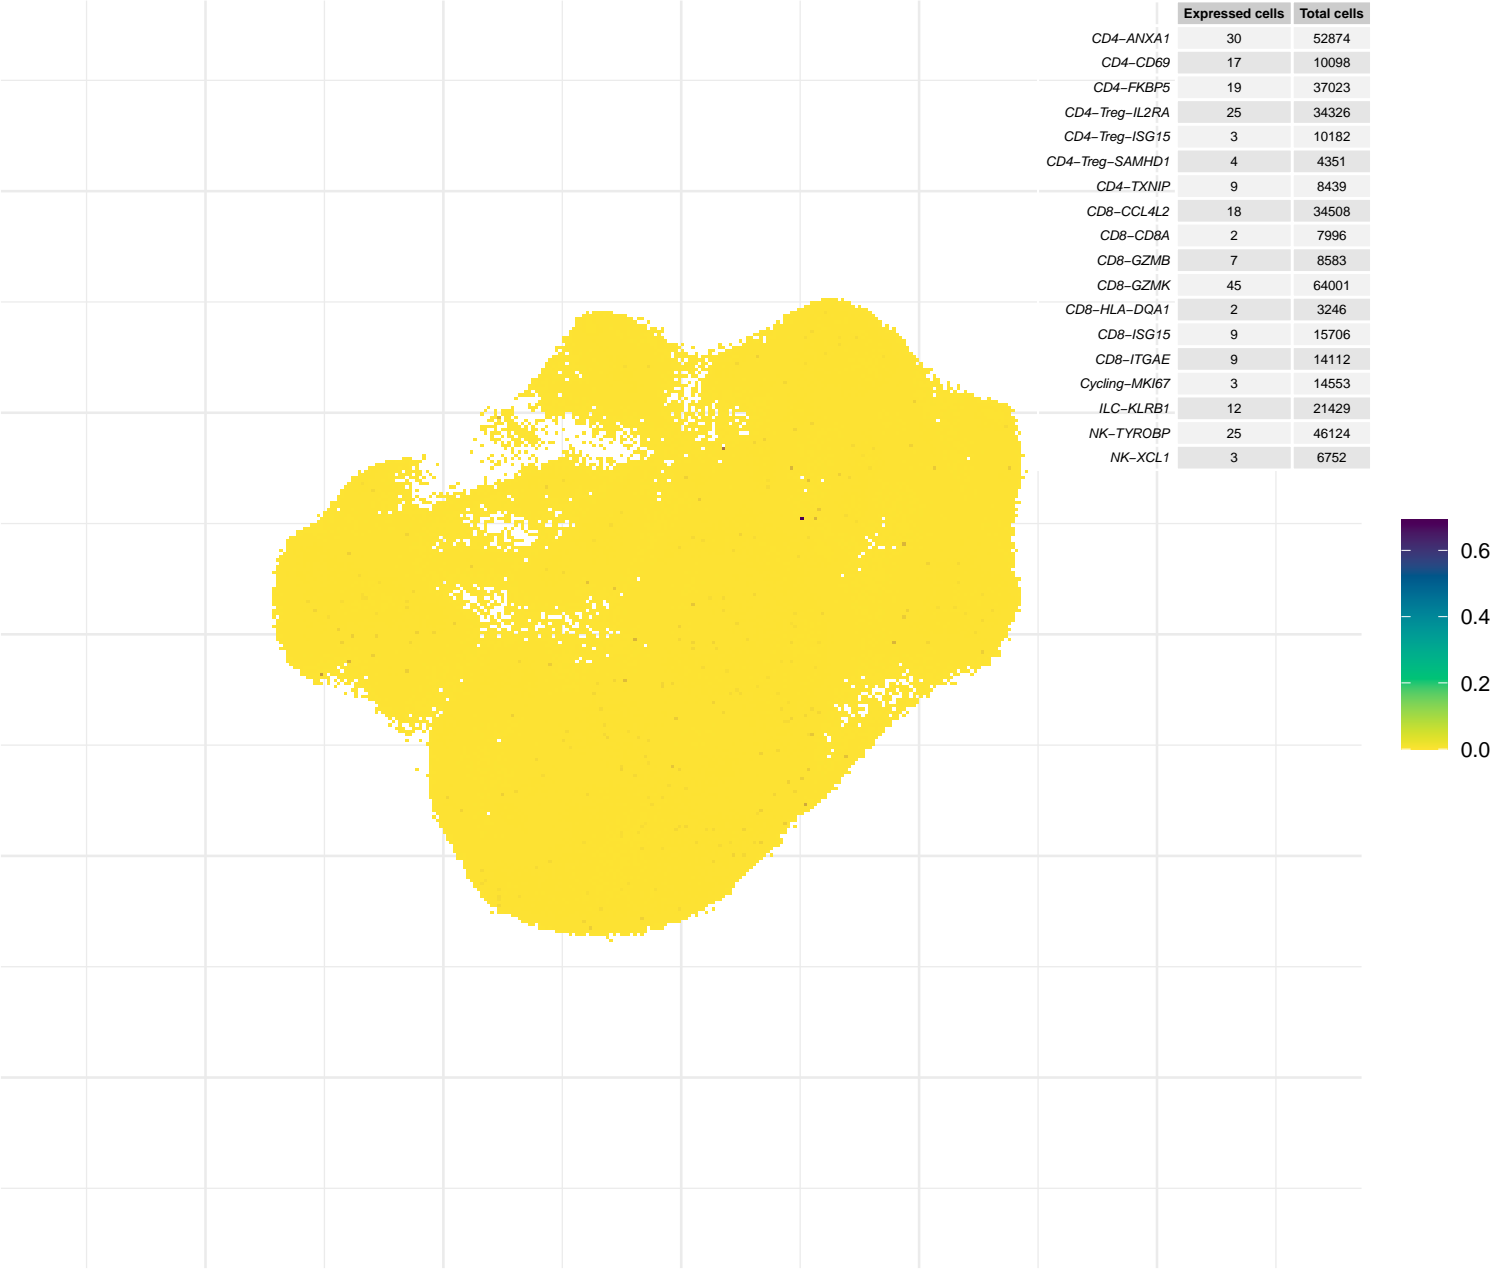 Expressed cells Total cells
CD4−ANXA1 30 52874
CD4−CD69 17 10098
CD4−FKBP5 19 37023
CD4−Treg−IL2RA 25 34326
CD4−Treg−ISG15 3 10182
CD4−Treg−SAMHD1 4 4351
CD4−TXNIP 9 8439
CD8−CCL4L2 18 34508
CD8−CD8A 2 7996
CD8−GZMB 7 8583
CD8−GZMK 45 64001
CD8−HLA−DQA1 2 3246
CD8−ISG15 9 15706
CD8−ITGAE 9 14112
Cycling−MKI67 3 14553
ILC−KLRB1 12 21429
NK−TYROBP 25 46124
NK−XCL1 3 6752
0.6
0.4
0.2
0.0